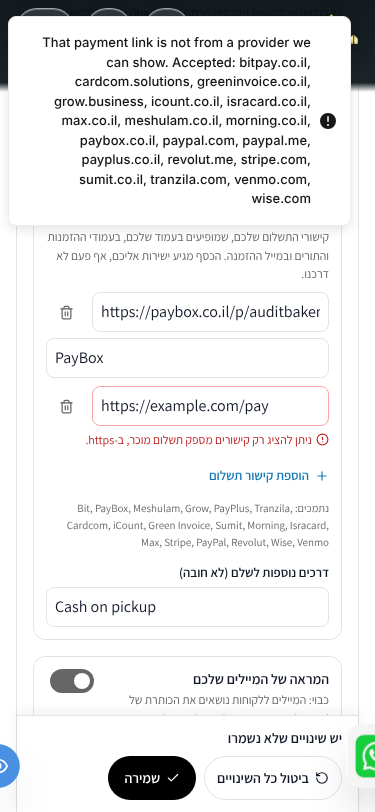 That payment link is not from a provider we
can show. Accepted: bitpay.co.il,
cardcom.solutions, greeninvoice.co.il,
grow.business, icount.co.il, isracard.co.il,
max.co.il, meshulam.co.il, morning.co.il,
paybox.co.il, paypal.com, paypal.me,
payplus.co.il, revolut.me, stripe.com,
sumit.co.il, tranzila.com, venmo.com,
wise.com
קישורי התשלום שלכם, שמופיעים בעמוד שלכם, בעמודי ההזמנות
והתורים ובמייל ההזמנה. הכסף מגיע ישירות אליכם, אף פעם לא
דרכנו.
https://paybox.co.il/p/auditbaker
PayBox
https://example.com/pay
ניתן להציג רק קישורים מספק תשלום מוכר, ב-https.
הוספת קישור תשלום
נתמכים: Bit, PayBox, Meshulam, Grow, PayPlus, Tranzila,
Cardcom, iCount, Green Invoice, Sumit, Morning, Isracard,
Max, Stripe, PayPal, Revolut, Wise, Venmo
דרכים נוספות לשלם (לא חובה)
Cash on pickup
המראה של המיילים שלכם
כבוי: המיילים ללקוחות נושאים את הכותרת של
יש שינויים שלא נשמרו
ביטול כל השינויים
שמירה